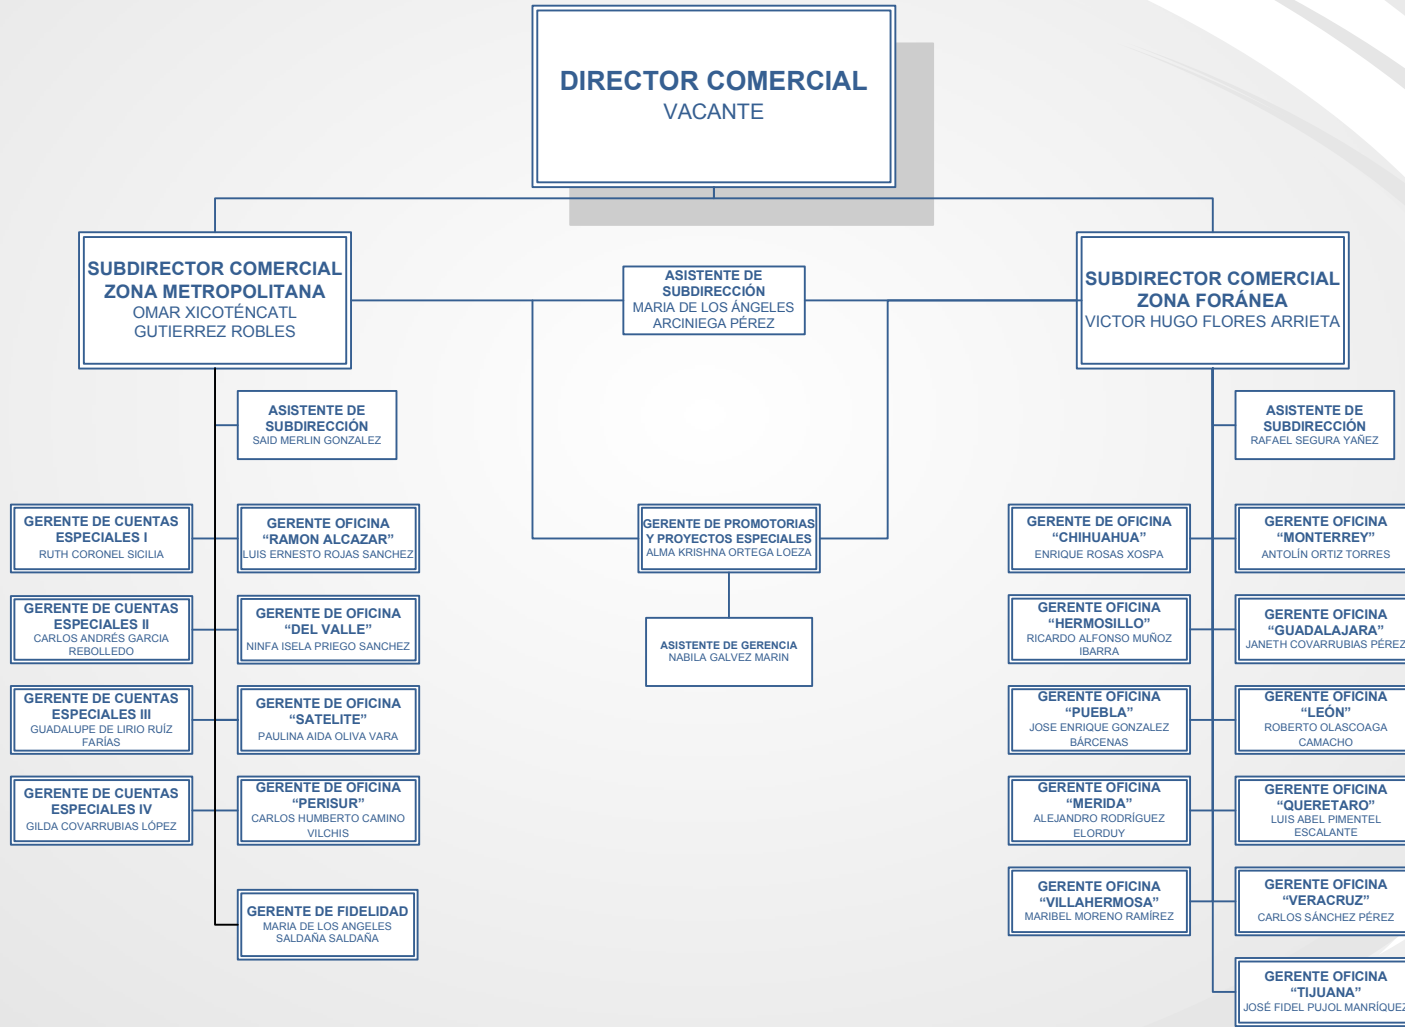 DIRECTOR COMERCIAL
VACANTE
SUBDIRECTOR COMERCIAL
ZONA METROPOLITANA
OMAR XICOTÉNCATL
GUTIERREZ ROBLES
ASISTENTE DE
SUBDIRECCIÓN
MARIA DE LOS ÁNGELES
ARCINIEGA PÉREZ
SUBDIRECTOR COMERCIAL
ZONA FORÁNEA
VICTOR HUGO FLORES ARRIETA
ASISTENTE DE
SUBDIRECCIÓN
SAID MERLIN GONZALEZ
ASISTENTE DE
SUBDIRECCIÓN
RAFAEL SEGURA YAÑEZ
GERENTE DE CUENTAS
ESPECIALES I
RUTH CORONEL SICILIA
GERENTE OFICINA
“RAMON ALCAZAR”
LUIS ERNESTO ROJAS SANCHEZ
GERENTE DE PROMOTORIAS
Y PROYECTOS ESPECIALES
ALMA KRISHNA ORTEGA LOEZA
GERENTE DE OFICINA
“CHIHUAHUA”
ENRIQUE ROSAS XOSPA
GERENTE OFICINA
“MONTERREY”
ANTOLÍN ORTIZ TORRES
GERENTE DE CUENTAS
ESPECIALES II
CARLOS ANDRÉS GARCIA
REBOLLEDO
GERENTE DE OFICINA
“DEL VALLE”
NINFA ISELA PRIEGO SANCHEZ
ASISTENTE DE GERENCIA
NABILA GALVEZ MARIN
GERENTE OFICINA
“HERMOSILLO”
RICARDO ALFONSO MUÑOZ
IBARRA
GERENTE OFICINA
“GUADALAJARA”
JANETH COVARRUBIAS PÉREZ
GERENTE DE CUENTAS
ESPECIALES III
GUADALUPE DE LIRIO RUÍZ
FARÍAS
GERENTE DE OFICINA
“SATELITE”
PAULINA AIDA OLIVA VARA
GERENTE OFICINA
“PUEBLA”
JOSE ENRIQUE GONZALEZ
BÁRCENAS
GERENTE OFICINA
“LEÓN”
ROBERTO OLASCOAGA
CAMACHO
GERENTE DE CUENTAS
ESPECIALES IV
GILDA COVARRUBIAS LÓPEZ
GERENTE DE OFICINA
“PERISUR”
CARLOS HUMBERTO CAMINO
VILCHIS
GERENTE OFICINA
“MERIDA”
ALEJANDRO RODRÍGUEZ
ELORDUY
GERENTE OFICINA
“QUERETARO”
LUIS ABEL PIMENTEL
ESCALANTE
GERENTE DE FIDELIDAD
MARIA DE LOS ANGELES
SALDAÑA SALDAÑA
GERENTE OFICINA
“VILLAHERMOSA”
MARIBEL MORENO RAMÍREZ
GERENTE OFICINA
“VERACRUZ”
CARLOS SÁNCHEZ PÉREZ
GERENTE OFICINA
“TIJUANA”
JOSÉ FIDEL PUJOL MANRÍQUEZ